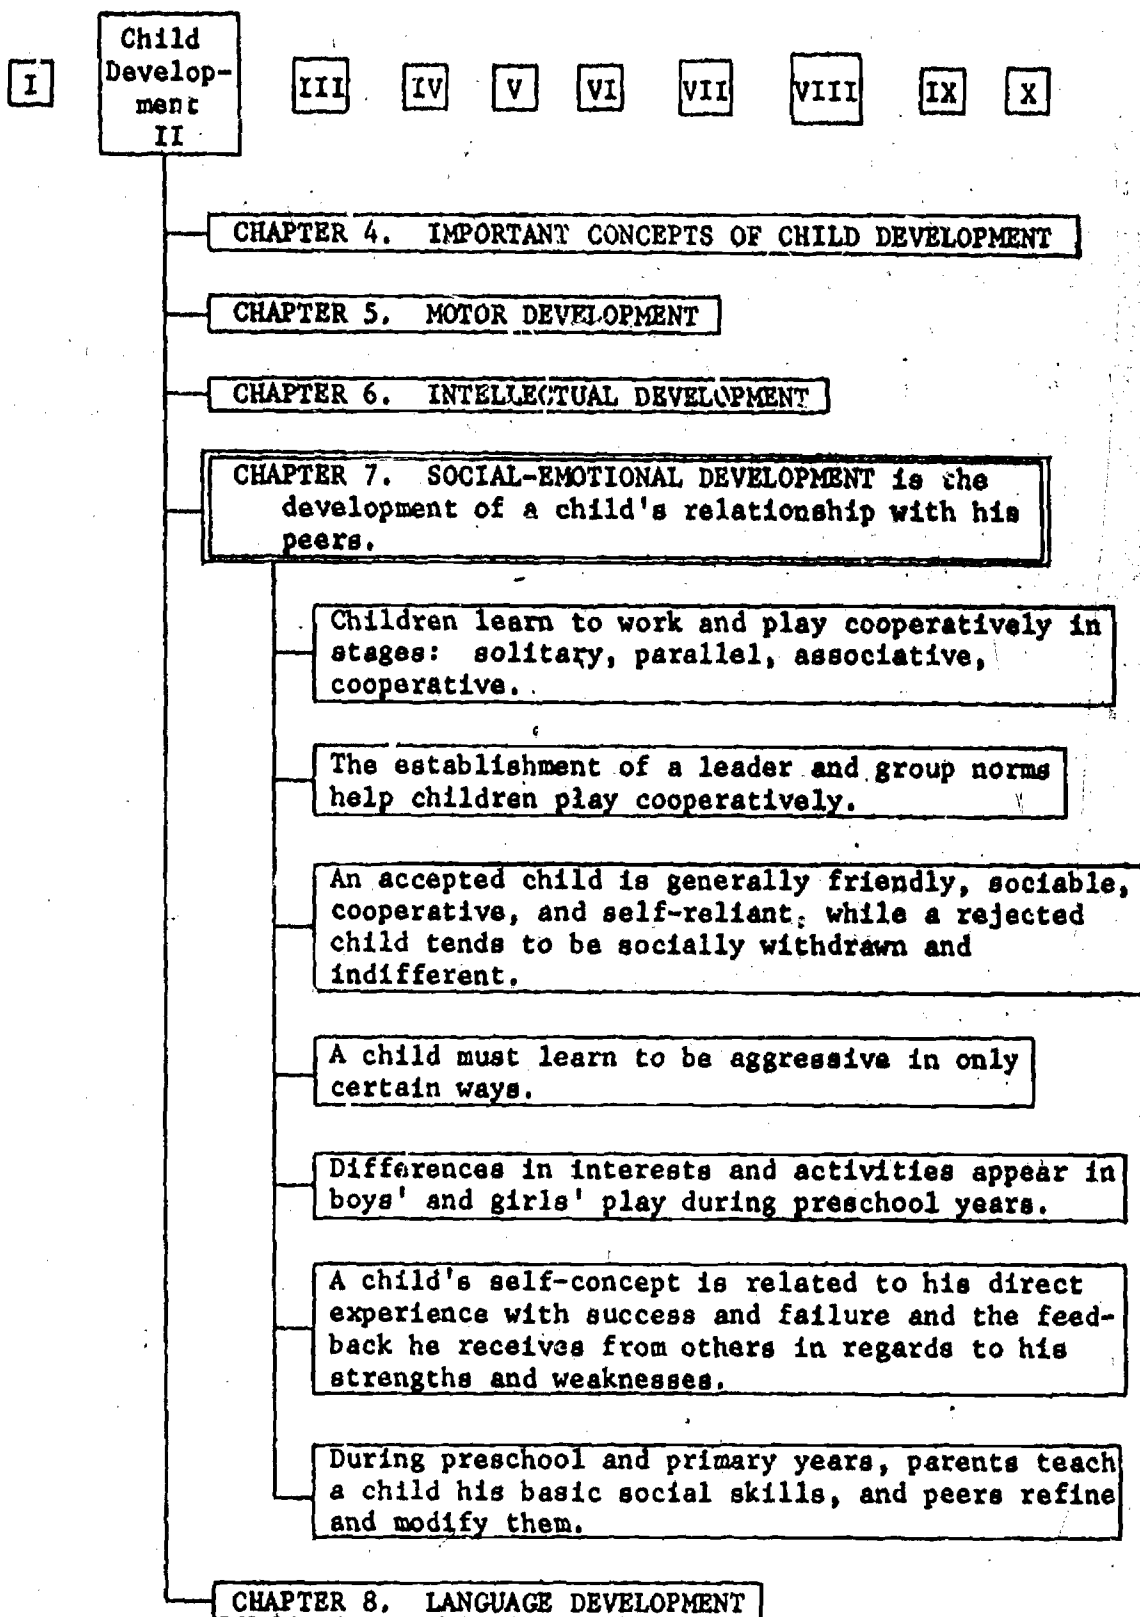 Child
Develop-
ment
II
I
III
IV
V
VI
VII
VIII
IX
X
CHAPTER 4. IMPORTANT CONCEPTS OF CHILD DEVELOPMENT
CHAPTER 5. MOTOR DEVELOPMENT
CHAPTER 6. INTELLECTUAL DEVELOPMENT
CHAPTER 7. SOCIAL-EMOTIONAL DEVELOPMENT is the
development of a child's relationship with his
peers.
Children learn to work and play cooperatively in
stages: solitary, parallel, associative,
cooperative.
The establishment of a leader and group norms
help children play cooperatively.
An accepted child is generally friendly, sociable,
cooperative, and self-reliant, while a rejected
child tends to be socially withdrawn and
indifferent.
A child must learn to be aggressive in only
certain ways.
Differences in interests and activities appear in
boys' and girls' play during preschool years.
A child's self-concept is related to his direct
experience with success and failure and the feed-
back he receives from others in regards to his
strengths and weaknesses.
During preschool and primary years, parents teach
a child his basic social skills, and peers refine
and modify them.
CHAPTER 8. LANGUAGE DEVELOPMENT